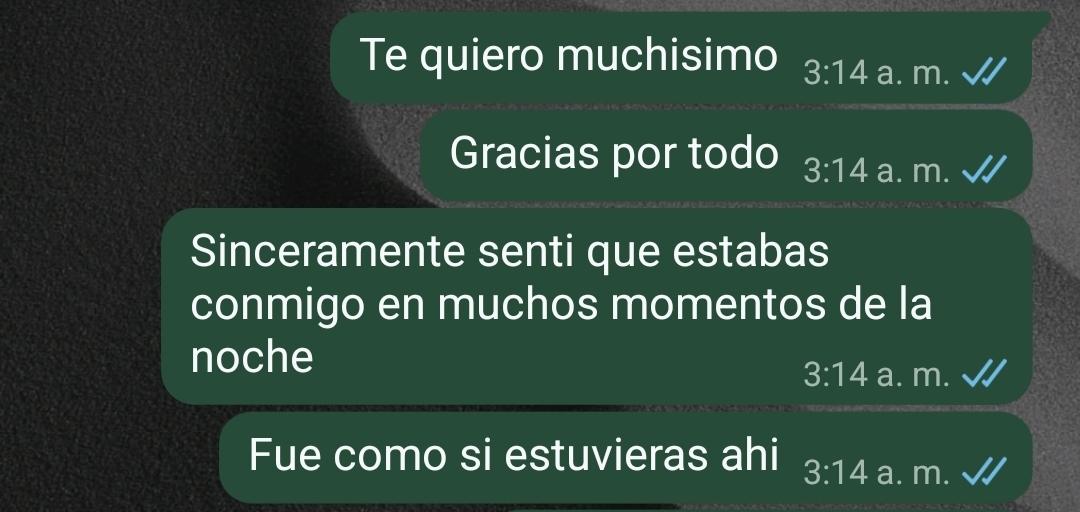 Te quiero muchisimo 3:14 a. m.
Gracias por todo 3:14 a. m.
Sinceramente senti que estabas
conmigo en muchos momentos de la
noche 3:14 a. m.
Fue como si estuvieras ahi 3:14 a. m.